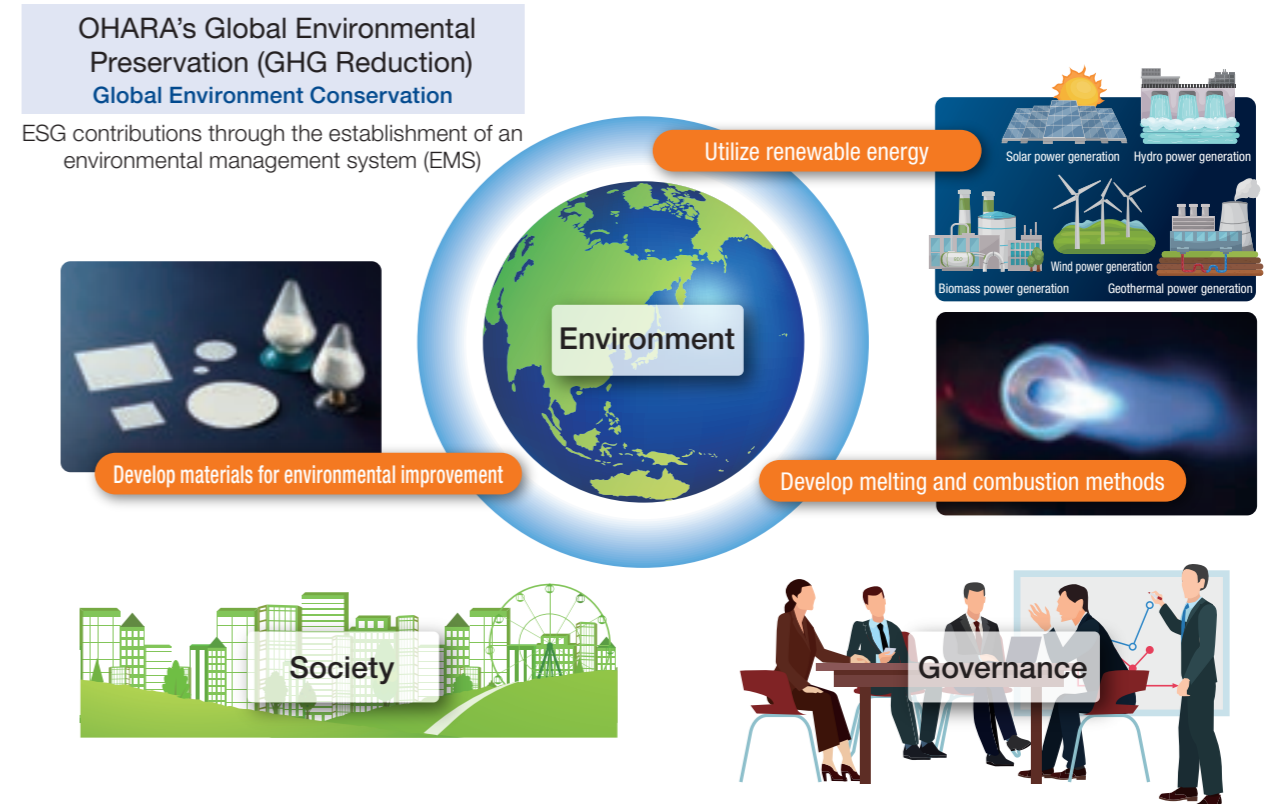 OHARA's Global Environmental
Preservation (GHG Reduction)
Global Environment Conservation
ESG contributions through the establishment of an
environmental management system (EMS)
Utilize renewable energy
Solar power generation
Hydro power generation
Wind power generation
Biomass power generation
Geothermal power generation
Environment
Develop materials for environmental improvement
Develop melting and combustion methods
Society
Governance